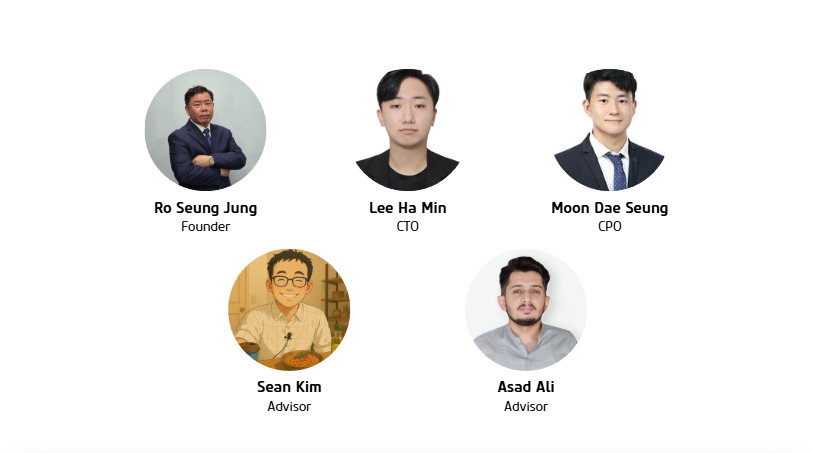 Ro Seung Jung
Founder
Lee Ha Min
CTO
Moon Dae Seung
CPO
Sean Kim
Advisor
Asad Ali
Advisor